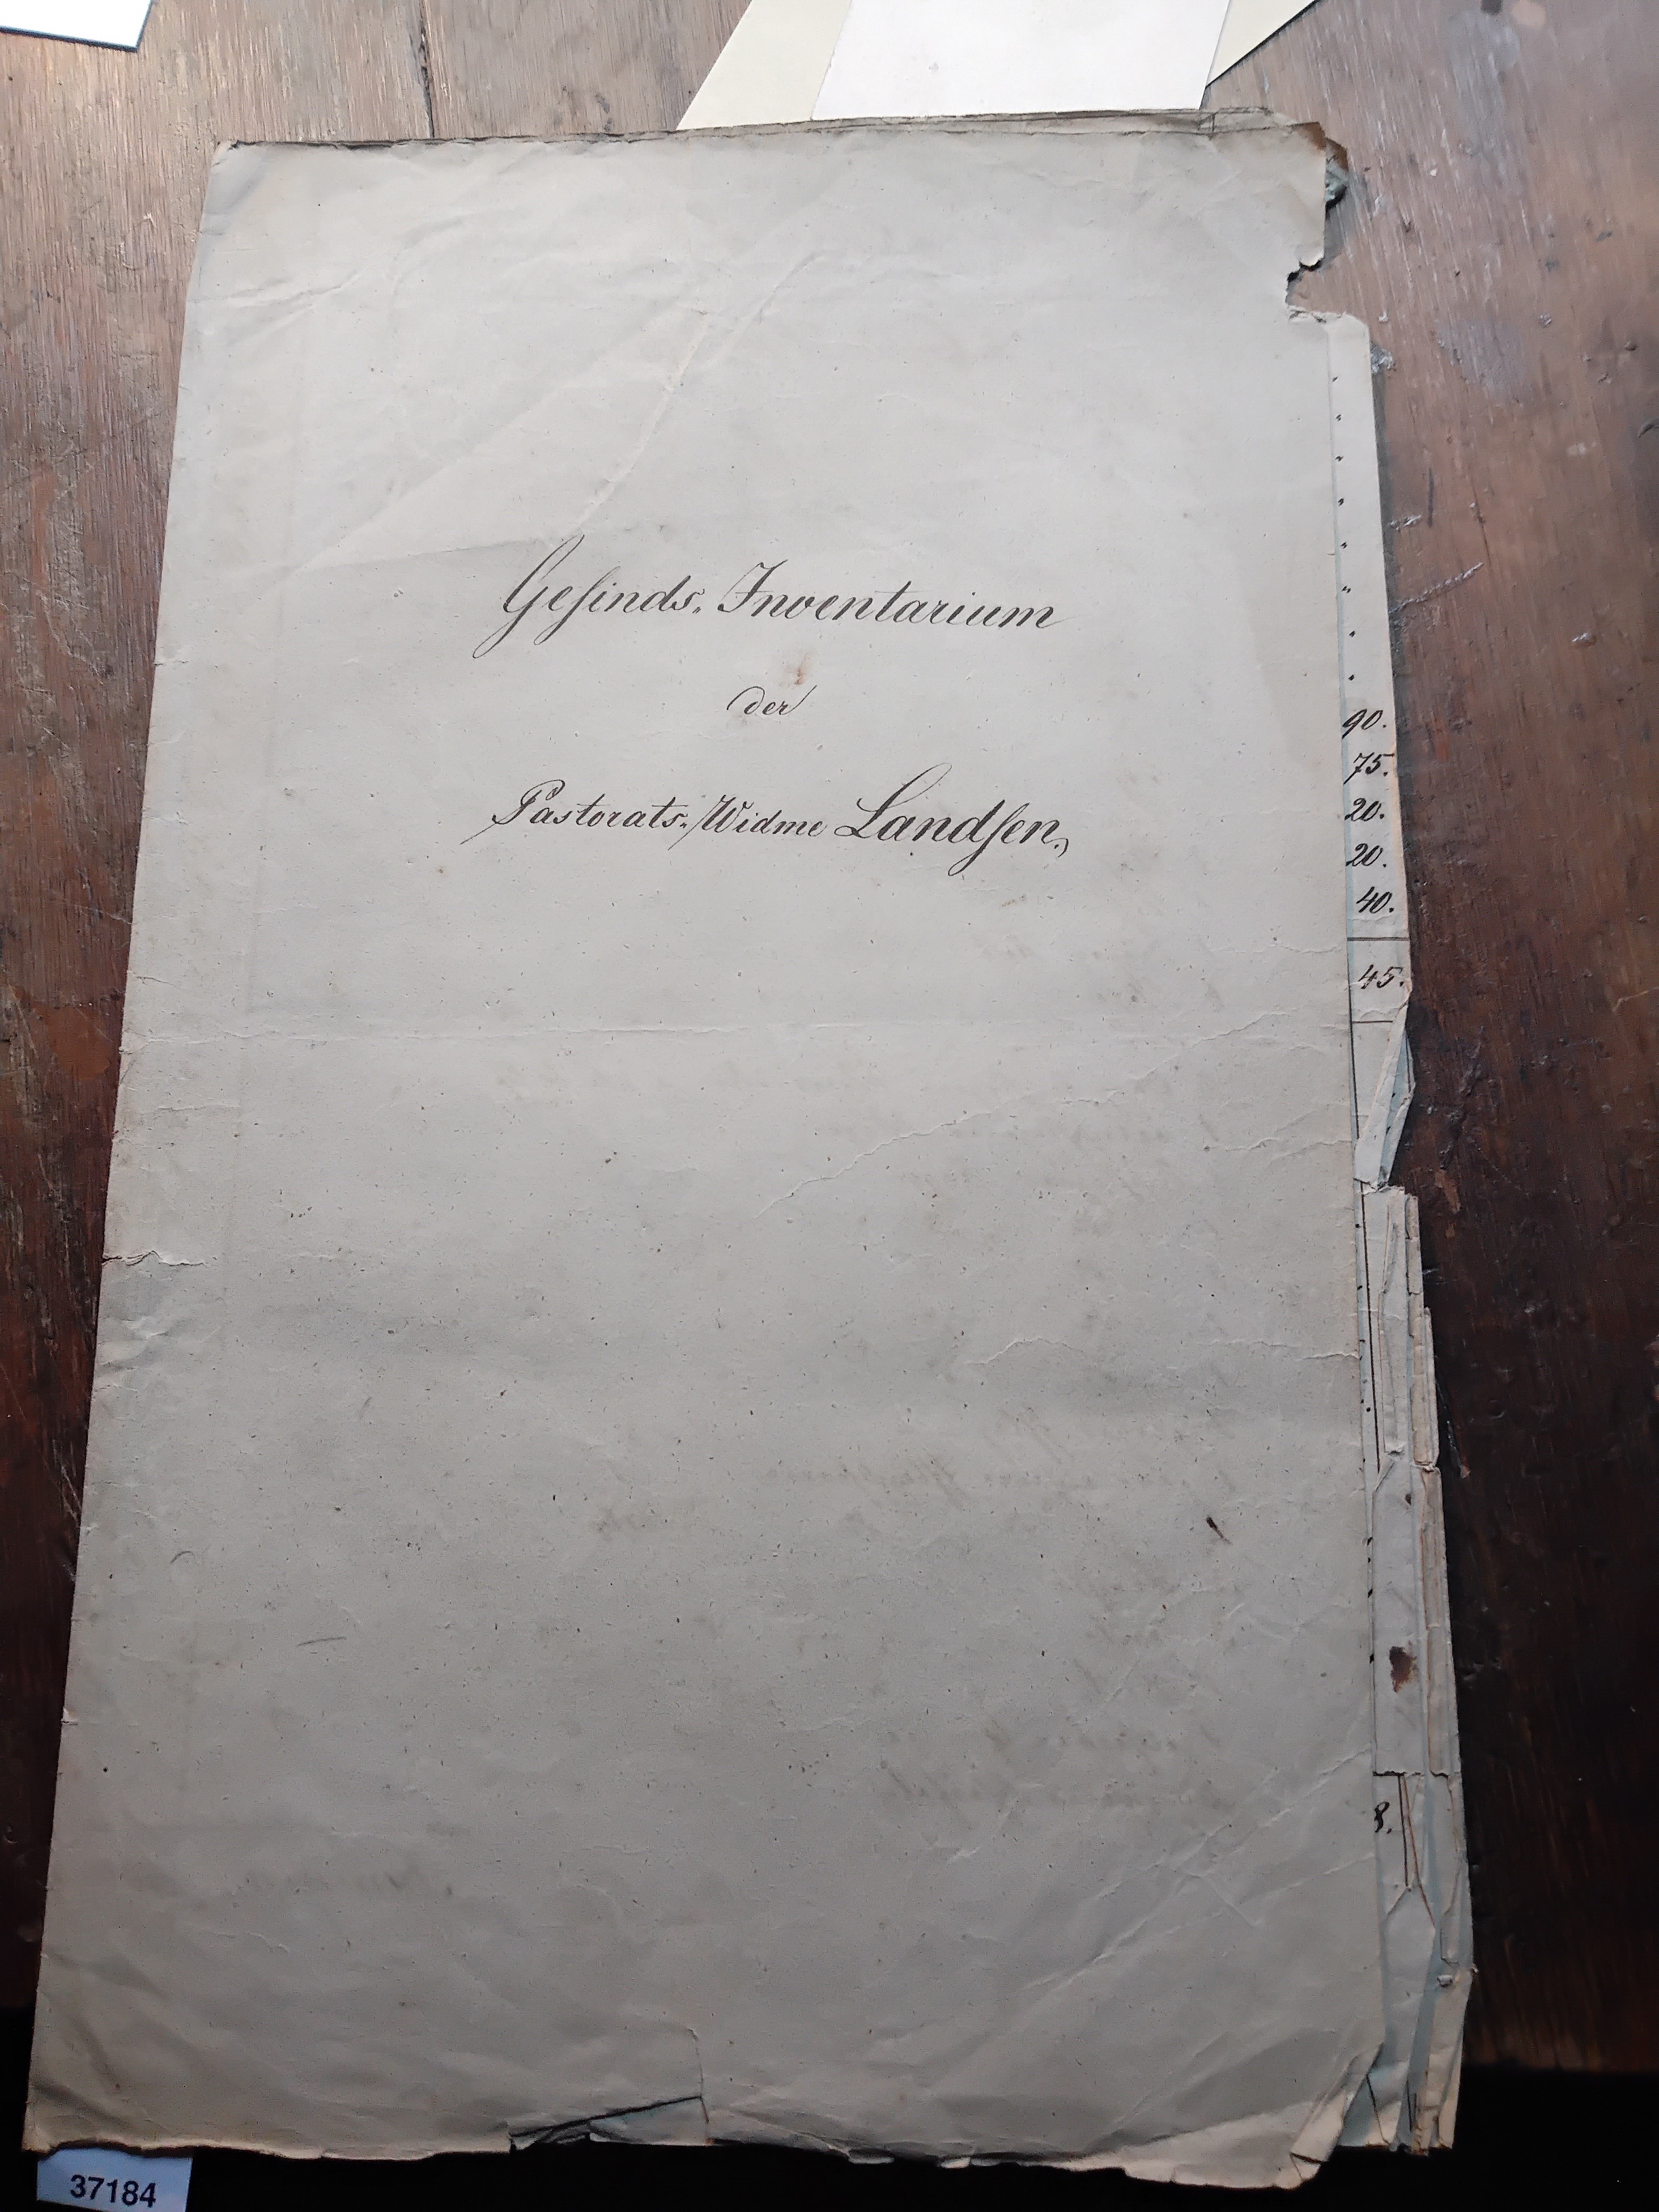 Geſinds-Inventarium
der
Pastorats-Widme Landſen.
90.
75.
20.
20.
40.
45.
8.
37184